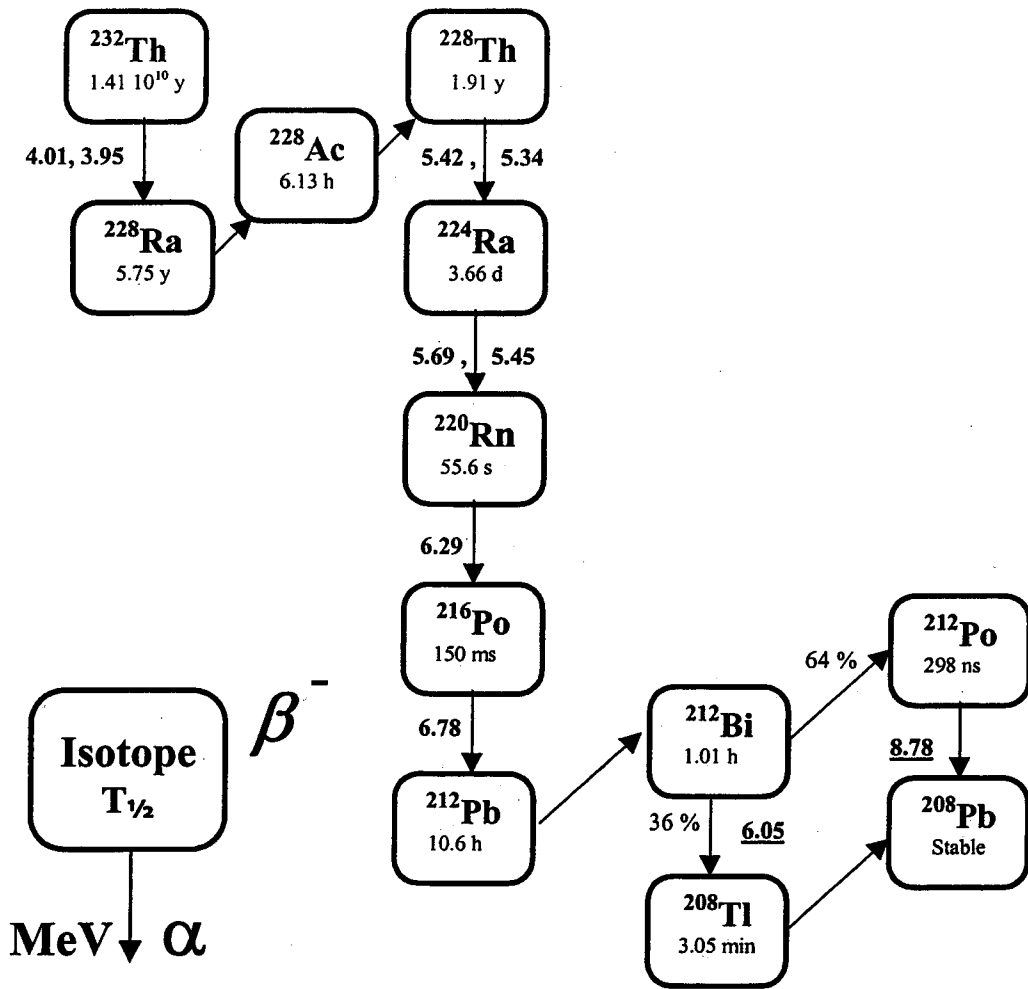 ²³²Th
1.41 10¹⁰ y
4.01, 3.95
²²⁸Ra
5.75 y
²²⁸Ac
6.13 h
²²⁸Th
1.91 y
5.42 , 5.34
²²⁴Ra
3.66 d
5.69 , 5.45
²²⁰Rn
55.6 s
6.29
²¹⁶Po
150 ms
6.78
²¹²Pb
10.6 h
²¹²Bi
1.01 h
64 %
²¹²Po
298 ns
8.78
²⁰⁸Pb
Stable
36 %
6.05
²⁰⁸Tl
3.05 min
Isotope
T½
β⁻
MeV α